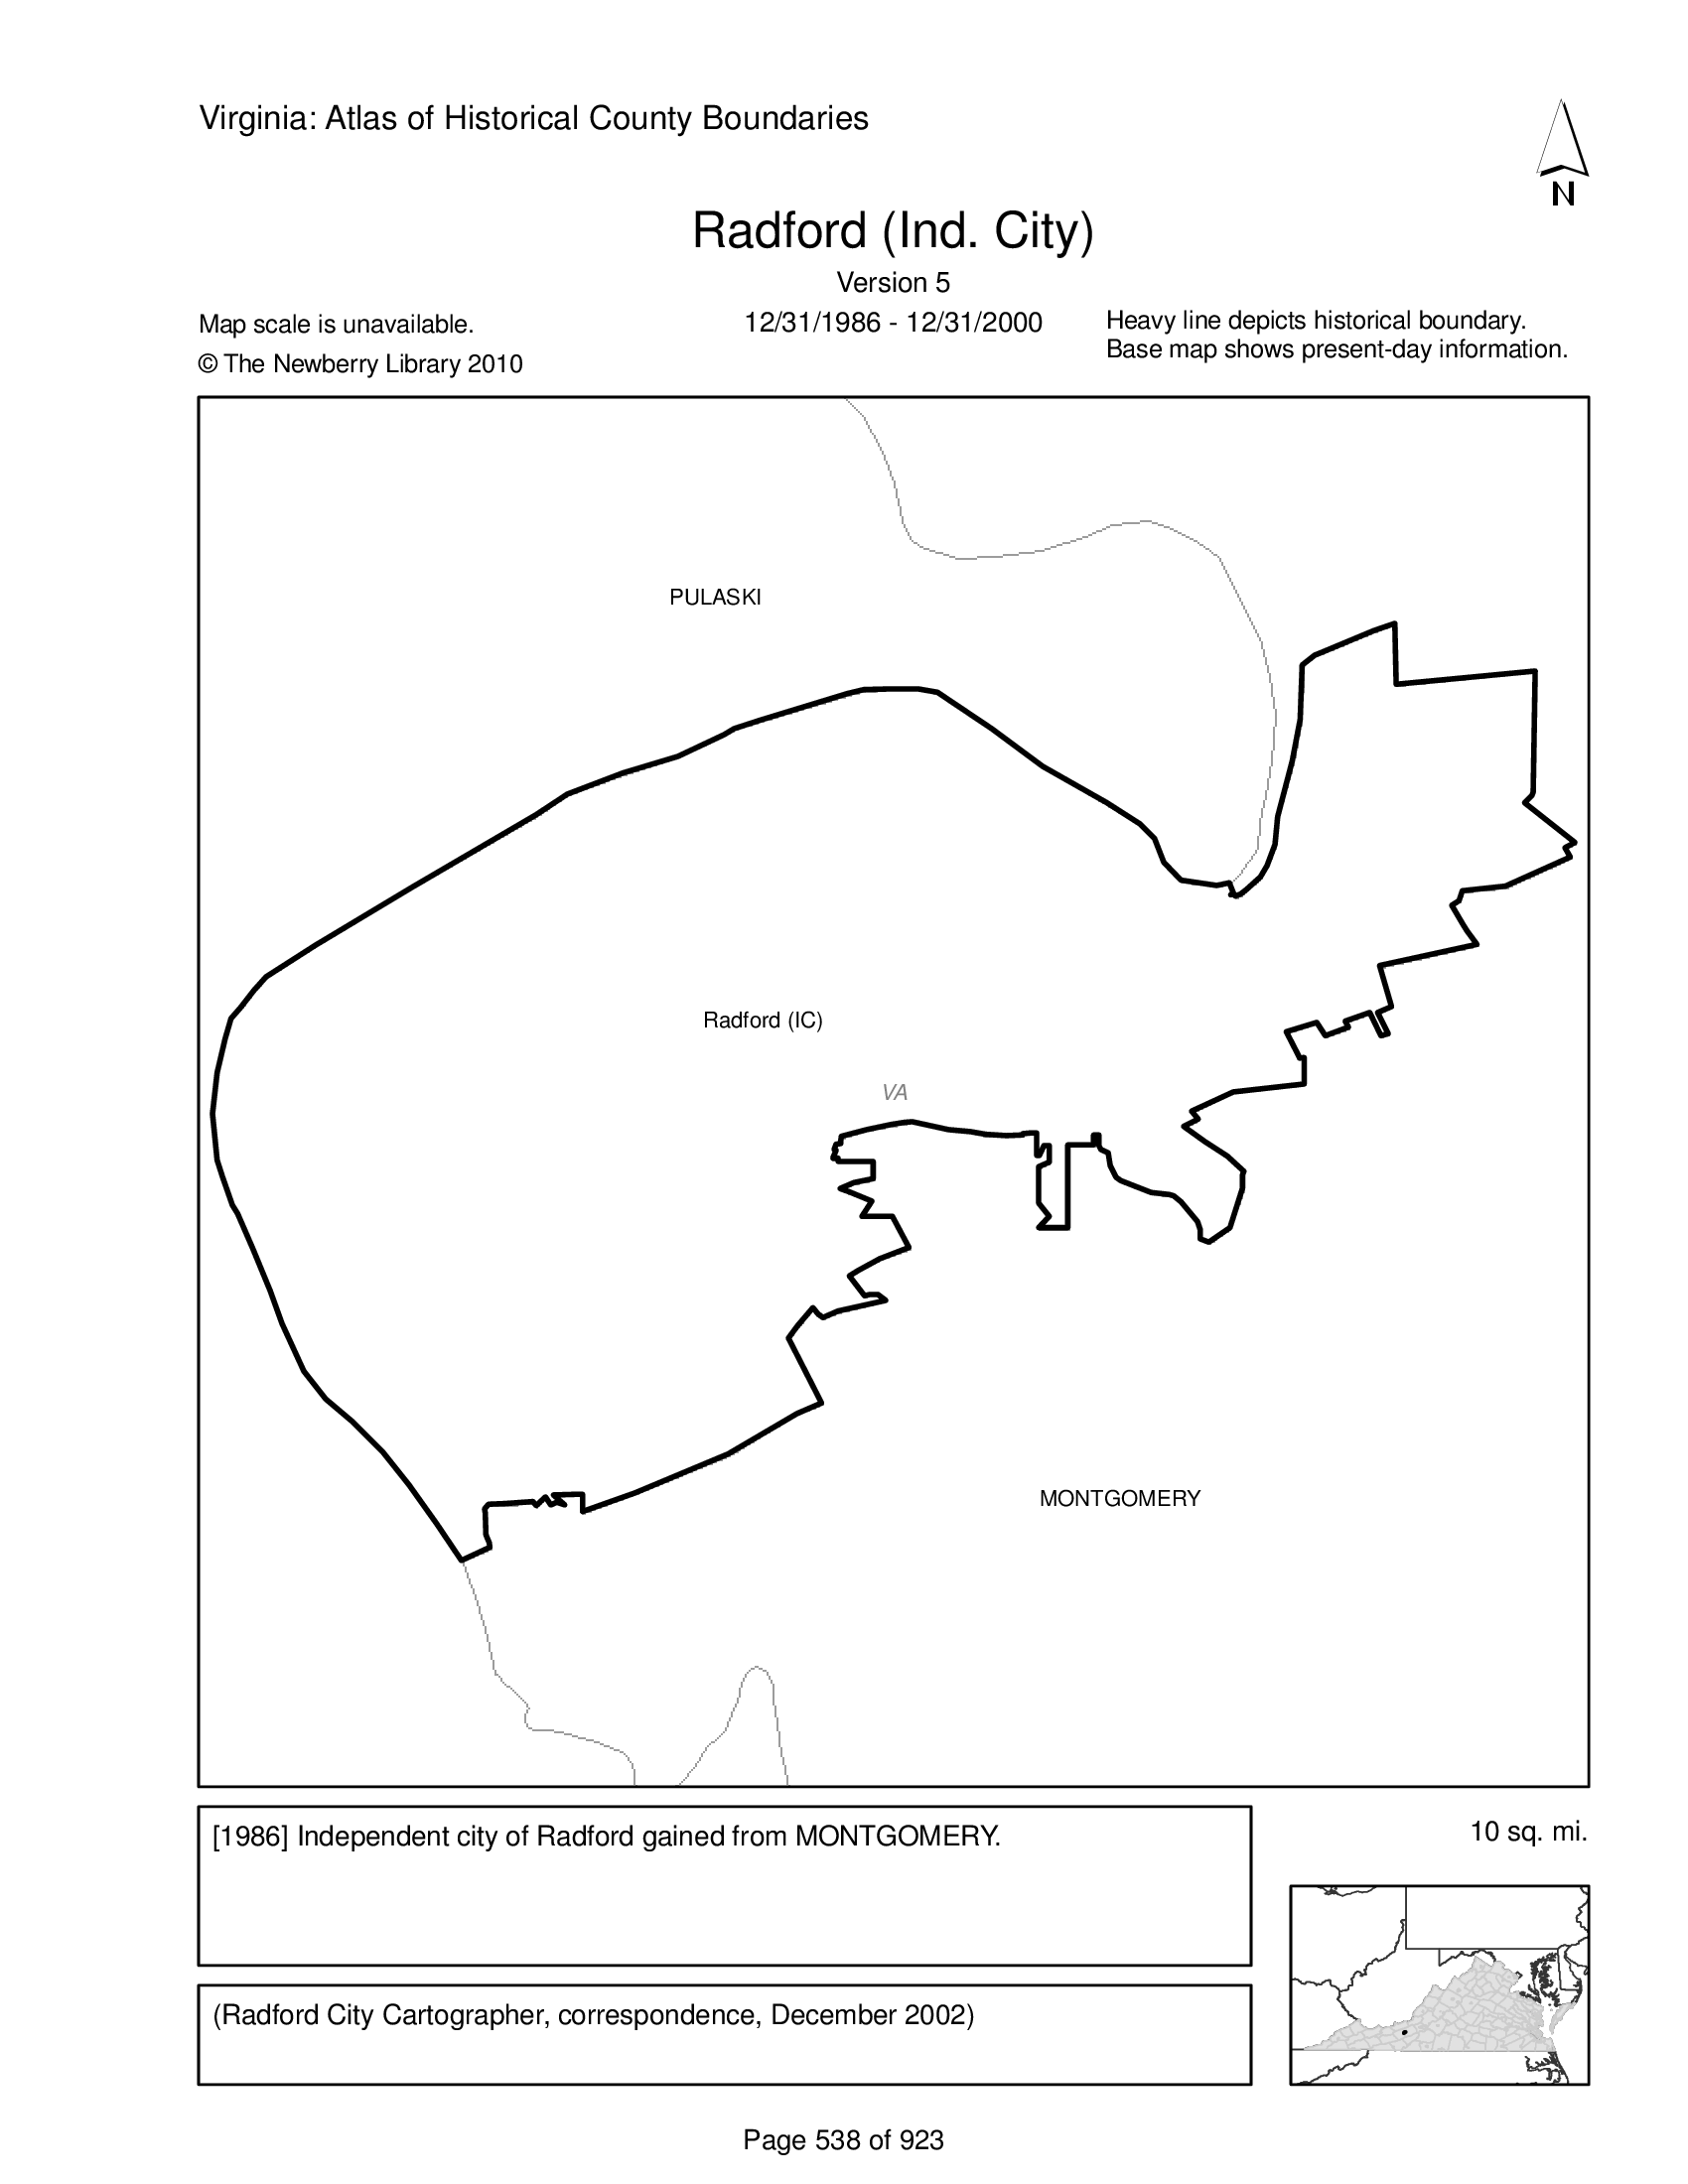 Virginia: Atlas of Historical County Boundaries
N
Radford (Ind. City)
Version 5
12/31/1986 - 12/31/2000
Map scale is unavailable.
© The Newberry Library 2010
Heavy line depicts historical boundary.
Base map shows present-day information.
PULASKI
Radford (IC)
VA
MONTGOMERY
[1986] Independent city of Radford gained from MONTGOMERY.
10 sq. mi.
(Radford City Cartographer, correspondence, December 2002)
Page 538 of 923